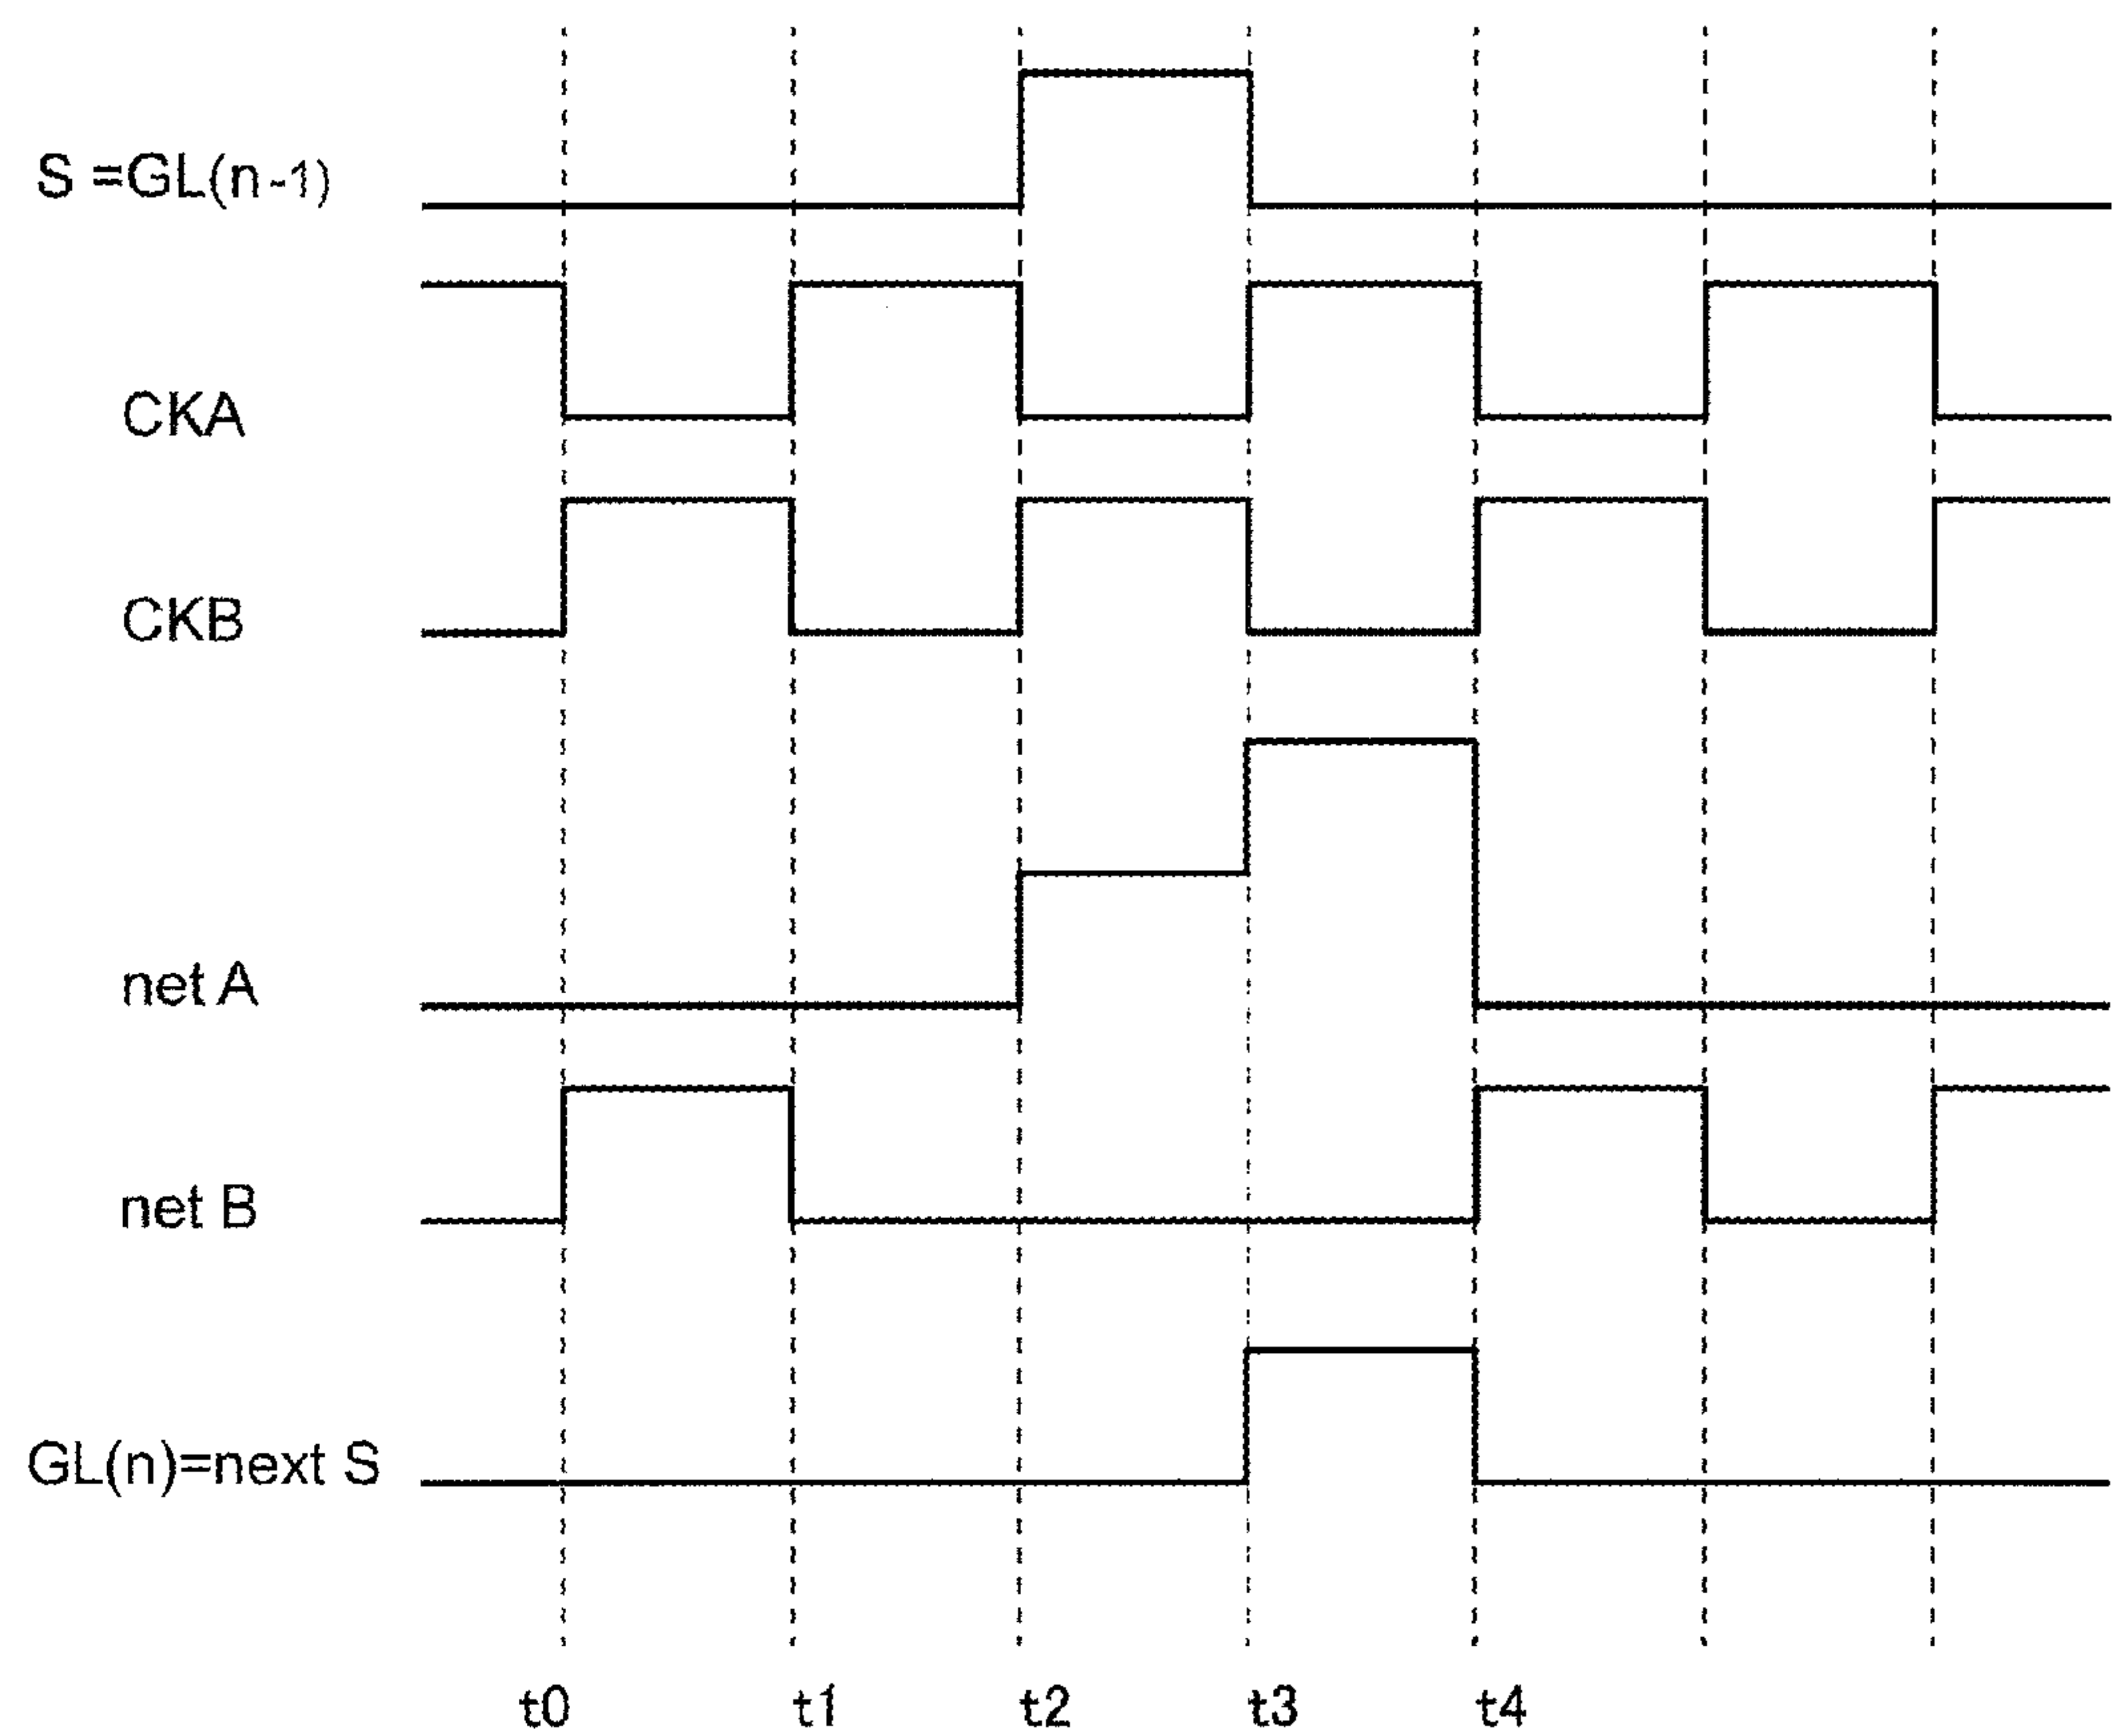 S =GL(n-1)
CKA
CKB
net A
net B
GL(n)=next S
t0 t1 t2 t3 t4